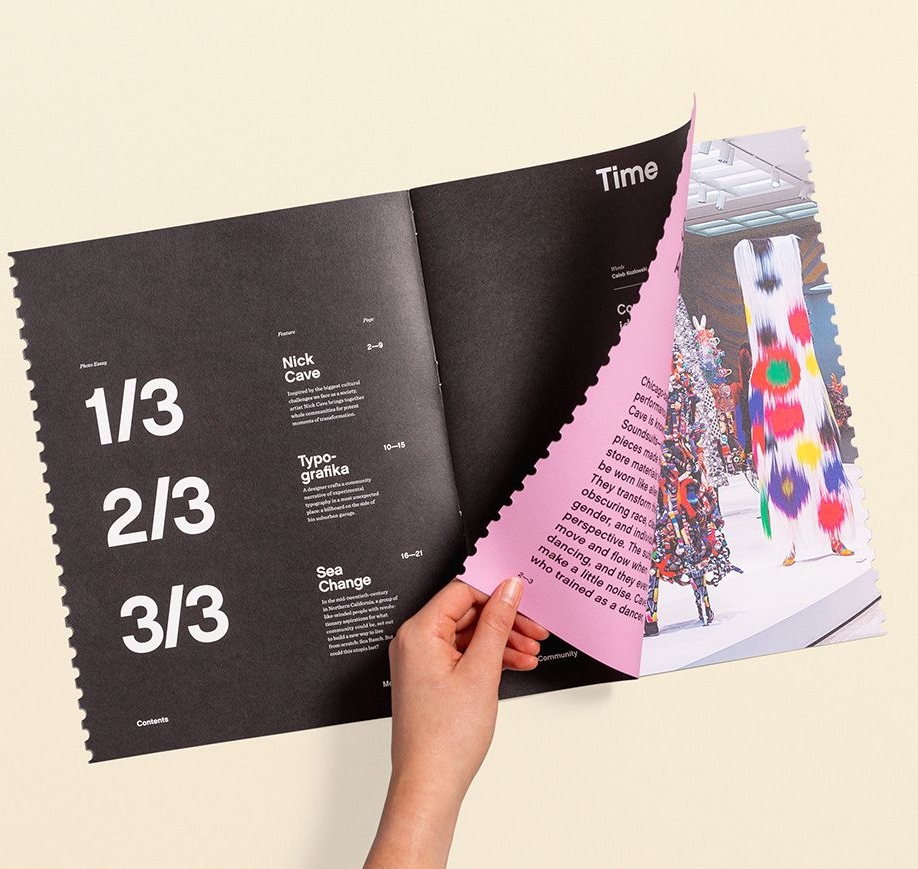 Photo Essay
Feature
Page
1/3
Nick
Cave
2—9
Inspired by the biggest cultural
challenges we face as a society,
artist Nick Cave brings together
whole communities for potent
moments of transformation.
2/3
Typo-
grafika
10—15
A designer crafts a community
narrative of experimental
typography in a most unexpected
place: a billboard on the side of
his suburban garage.
3/3
Sea
Change
16—21
In the mid-twentieth-century
in Northern California, a group of
like-minded people with revolu-
tionary aspirations for what
community could be, set out
to build a new way to live
from scratch: Sea Ranch. But
could this utopia last?
Contents
Time
Words
Caleb Kozlowski
Community
Chicago-
performa
Cave is kn
Soundsuits—
pieces made
store materia
be worn like
They transform
obscuring race,
gender, and
perspective. The
move and flow when
dancing, and they
make a little noise. Cave
who trained as a dancer,
2—3